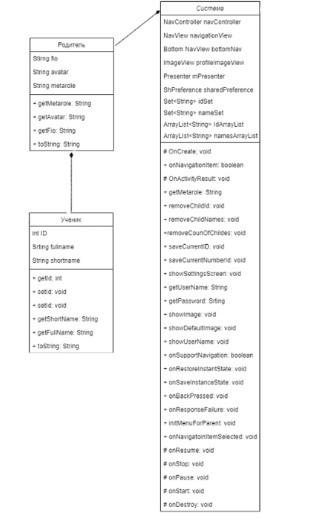 Родитель
Stirng fio
String avatar
String metarole
+ getMetarole: String
+ getAvatar: String
+ getFio: String
+ toString: String
Ученик
int ID
Srting fullname
String shortname
+ getId: int
+ setId: void
+ setId: void
+ getShortName: String
+ getFullName: String
+ toString: String
Система
NavController navController
NavView navigationView
Bottom NavView bottomNav
ImageView profileImageView
Presenter mPresenter
ShPreference sharedPreference
Set<String> idSet
Set<String> nameSet
ArrayList<String> idArrayList
ArrayList<String> namesArrayList
# OnCreate: void
+ onNavigationItem: boolean
# OnActivityResult: void
+ getMetarole: String
+ removeChildId: void
+ removeChildNames: void
+removeCounOfChildes: void
+ saveCurrentID: void
+ saveCurrentNumberId: void
+ showSettingsScreen: void
+ getUserName: String
+ getPassword: Srting
+ showImage: void
+ showDefaultImage: void
+ showUserName: void
+ onSupportNavigation: boolean
+ onRestoreInstantState: void
+ onSaveInstanceState: void
+ onBackPressed: void
+ onResponseFailure: void
+ initMenuForParent: void
+ onNavigatoinItemSelected: void
# onResume: void
# onStop: void
# onPause: void
# onStart: void
# onDestroy: void